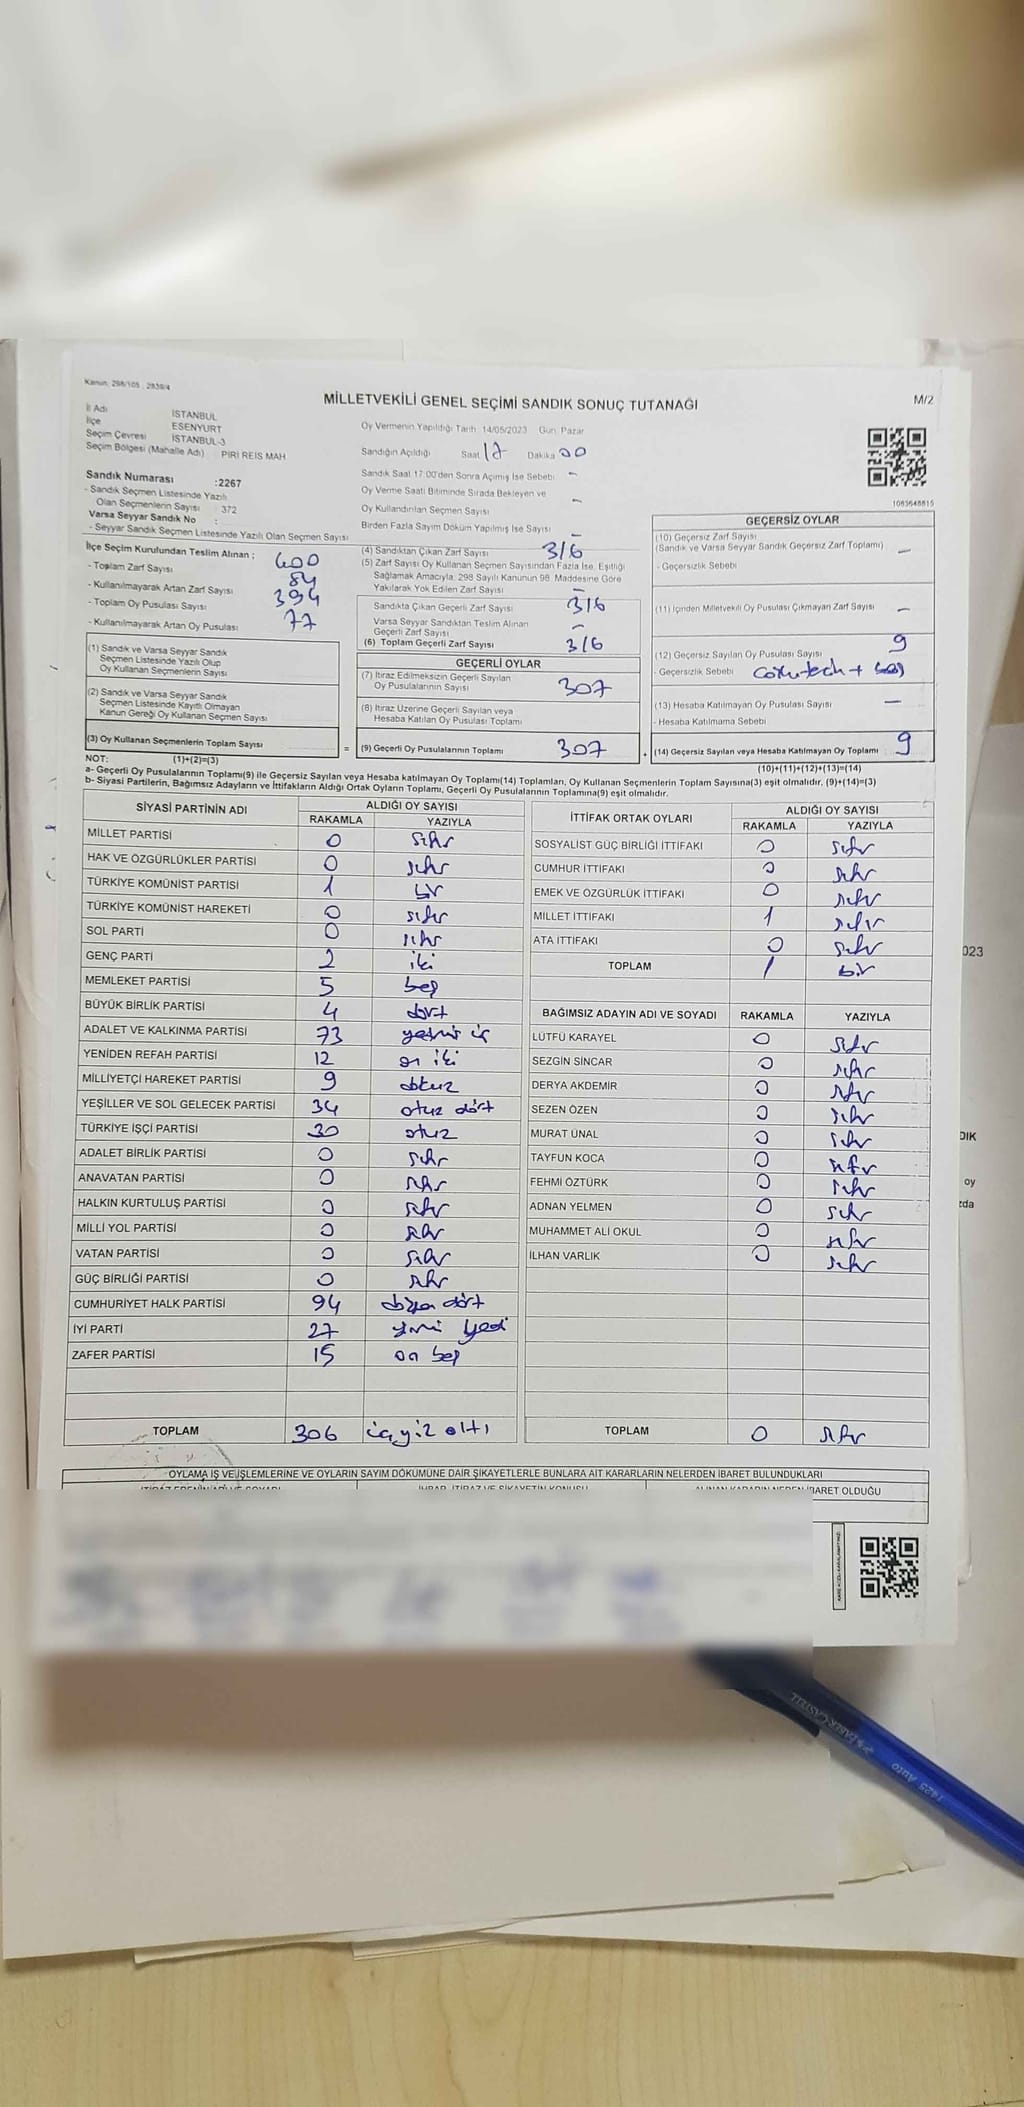 Kanun: 298/105 , 2839/4
MİLLETVEKİLİ GENEL SEÇİMİ SANDIK SONUÇ TUTANAĞI
M/2
İl Adı İSTANBUL
İlçe ESENYURT
Seçim Çevresi İSTANBUL-3
Seçim Bölgesi (Mahalle Adı) PİRİ REİS MAH
Sandık Numarası :2267
- Sandık Seçmen Listesinde Yazılı
Olan Seçmenlerin Sayısı 372
Varsa Seyyar Sandık No :
- Seyyar Sandık Seçmen Listesinde Yazılı Olan Seçmen Sayısı
Oy Vermenin Yapıldığı Tarih: 14/05/2023 Gün: Pazar
Sandığın Açıldığı Saat 17 Dakika 00
Sandık Saat 17:00'den Sonra Açılmış İse Sebebi -
Oy Verme Saati Bitiminde Sırada Bekleyen ve
Oy Kullandırılan Seçmen Sayısı -
Birden Fazla Sayım Döküm Yapılmış İse Sayısı -
1083648815
İlçe Seçim Kurulundan Teslim Alınan :
- Toplam Zarf Sayısı 400
- Kullanılmayarak Artan Zarf Sayısı 84
- Toplam Oy Pusulası Sayısı 394
- Kullanılmayarak Artan Oy Pusulası 77
(1) Sandık ve Varsa Seyyar Sandık
Seçmen Listesinde Yazılı Olup
Oy Kullanan Seçmenlerin Sayısı
(2) Sandık ve Varsa Seyyar Sandık
Seçmen Listesinde Kayıtlı Olmayan
Kanun Gereği Oy Kullanan Seçmen Sayısı
(3) Oy Kullanan Seçmenlerin Toplam Sayısı
(4) Sandıktan Çıkan Zarf Sayısı 316
(5) Zarf Sayısı Oy Kullanan Seçmen Sayısından Fazla İse, Eşitliği
Sağlamak Amacıyla, 298 Sayılı Kanunun 98. Maddesine Göre
Yakılarak Yok Edilen Zarf Sayısı -
Sandıkta Çıkan Geçerli Zarf Sayısı 316
Varsa Seyyar Sandıktan Teslim Alınan
Geçerli Zarf Sayısı
(6) Toplam Geçerli Zarf Sayısı 316
GEÇERLİ OYLAR
(7) İtiraz Edilmeksizin Geçerli Sayılan
Oy Pusulalarının Sayısı 307
(8) İtiraz Üzerine Geçerli Sayılan veya
Hesaba Katılan Oy Pusulası Toplamı
= (9) Geçerli Oy Pusulalarının Toplamı 307
GEÇERSİZ OYLAR
(10) Geçersiz Zarf Sayısı
(Sandık ve Varsa Seyyar Sandık Geçersiz Zarf Toplamı) -
- Geçersizlik Sebebi
(11) İçinden Milletvekili Oy Pusulası Çıkmayan Zarf Sayısı -
(12) Geçersiz Sayılan Oy Pusulası Sayısı 9
- Geçersizlik Sebebi
(13) Hesaba Katılmayan Oy Pusulası Sayısı -
- Hesaba Katılmama Sebebi
+ (14) Geçersiz Sayılan veya Hesaba Katılmayan Oy Toplamı 9
NOT: (1)+(2)=(3)
(10)+(11)+(12)+(13)=(14)
a- Geçerli Oy Pusulalarının Toplamı(9) ile Geçersiz Sayılan veya Hesaba katılmayan Oy Toplamı(14) Toplamları, Oy Kullanan Seçmenlerin Toplam Sayısına(3) eşit olmalıdır, (9)+(14)=(3)
b- Siyasi Partilerin, Bağımsız Adayların ve İttifakların Aldığı Ortak Oyların Toplamı, Geçerli Oy Pusulalarının Toplamına(9) eşit olmalıdır.
SİYASİ PARTİNİN ADI ALDIĞI OY SAYISI
RAKAMLA YAZIYLA
MİLLET PARTİSİ 0 sıfır
HAK VE ÖZGÜRLÜKLER PARTİSİ 0 sıfır
TÜRKİYE KOMÜNİST PARTİSİ 1 bir
TÜRKİYE KOMÜNİST HAREKETİ 0 sıfır
SOL PARTİ 0 sıfır
GENÇ PARTİ 2 iki
MEMLEKET PARTİSİ 5 beş
BÜYÜK BİRLİK PARTİSİ 4 dört
ADALET VE KALKINMA PARTİSİ 73 yetmiş üç
YENİDEN REFAH PARTİSİ 12 on iki
MİLLİYETÇİ HAREKET PARTİSİ 9 dokuz
YEŞİLLER VE SOL GELECEK PARTİSİ 34 otuz dört
TÜRKİYE İŞÇİ PARTİSİ 30 otuz
ADALET BİRLİK PARTİSİ 0 sıfır
ANAVATAN PARTİSİ 0 sıfır
HALKIN KURTULUŞ PARTİSİ 0 sıfır
MİLLİ YOL PARTİSİ 0 sıfır
VATAN PARTİSİ 0 sıfır
GÜÇ BİRLİĞİ PARTİSİ 0 sıfır
CUMHURİYET HALK PARTİSİ 94 doksan dört
İYİ PARTİ 27 yirmi yedi
ZAFER PARTİSİ 15 on beş
TOPLAM 306 üçyüz altı
İTTİFAK ORTAK OYLARI ALDIĞI OY SAYISI
RAKAMLA YAZIYLA
SOSYALİST GÜÇ BİRLİĞİ İTTİFAKI 0 sıfır
CUMHUR İTTİFAKI 0 sıfır
EMEK VE ÖZGÜRLÜK İTTİFAKI 0 sıfır
MİLLET İTTİFAKI 1 sıfır
ATA İTTİFAKI 0 sıfır
TOPLAM 1 bir
BAĞIMSIZ ADAYIN ADI VE SOYADI RAKAMLA YAZIYLA
LÜTFÜ KARAYEL 0 sıfır
SEZGİN SİNCAR 0 sıfır
DERYA AKDEMİR 0 sıfır
SEZEN ÖZEN 0 sıfır
MURAT ÜNAL 0 sıfır
TAYFUN KOCA 0 sıfır
FEHMİ ÖZTÜRK 0 sıfır
ADNAN YELMEN 0 sıfır
MUHAMMET ALİ OKUL 0 sıfır
İLHAN VARLIK 0 sıfır
TOPLAM 0 sıfır
OYLAMA İŞ VE İŞLEMLERİNE VE OYLARIN SAYIM DÖKÜMÜNE DAİR ŞİKAYETLERLE BUNLARA AİT KARARLARIN NELERDEN İBARET BULUNDUKLARI
İBARET OLDUĞU
023
DIK
oy
zda
FABER-CASTELL
1425 Auto